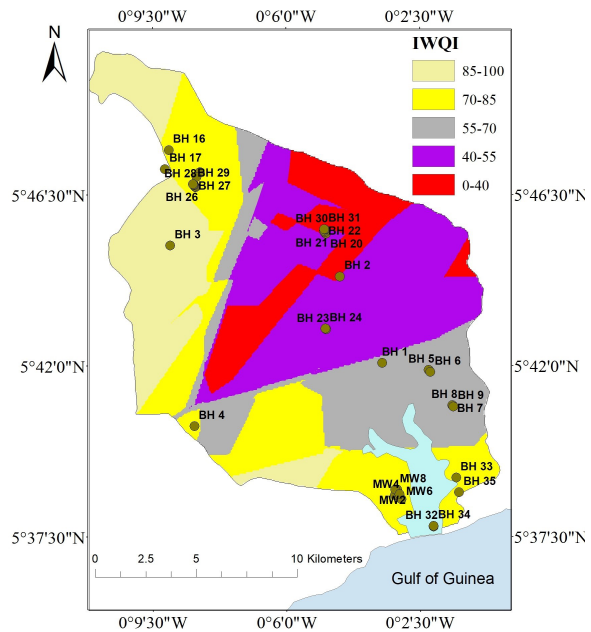 0°9'30"W 0°6'0"W 0°2'30"W
N
IWQI
85-100
70-85
55-70
40-55
0-40
BH 16
BH 17
BH 28 BH 29
BH 27
BH 26
5°46'30"N 5°46'30"N
BH 30 BH 31
BH 22
BH 21 BH 20
BH 3
BH 2
BH 23 BH 24
BH 1
BH 5 BH 6
5°42'0"N 5°42'0"N
BH 8 BH 9
BH 7
BH 4
BH 33
MW8
MW4
MW6
BH 35
MW2
BH 32 BH 34
5°37'30"N 5°37'30"N
0 2.5 5 10 Kilometers
Gulf of Guinea
0°9'30"W 0°6'0"W 0°2'30"W